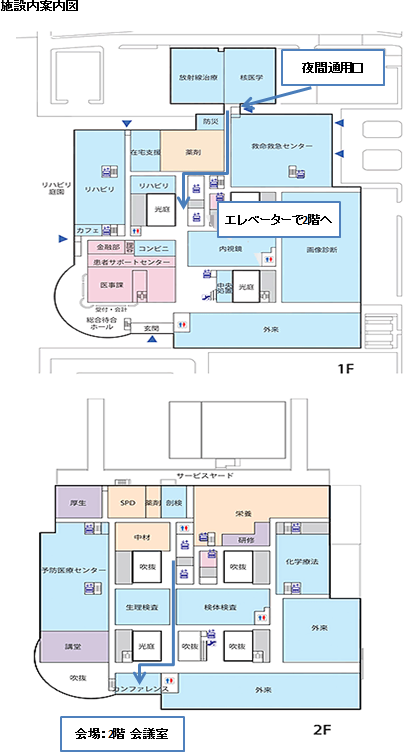 施設内案内図
夜間通用口
放射線治療
核医学
防災
在宅支援
薬剤
救命救急センター
リハビリ庭園
リハビリ
リハビリ
光庭
エレベーターで2階へ
カフェ
金融部
コンビニ
内視鏡
画像診断
患者サポートセンター
医事課
中央処置
光庭
受付・会計
総合待合ホール
玄関
外来
1F
サービスヤード
厚生
SPD
薬剤
剖検
栄養
中材
研修
予防医療センター
吹抜
吹抜
化学療法
生理検査
検体検査
外来
講堂
光庭
吹抜
吹抜
吹抜
カンファレンス
外来
会場：2階 会議室
2F